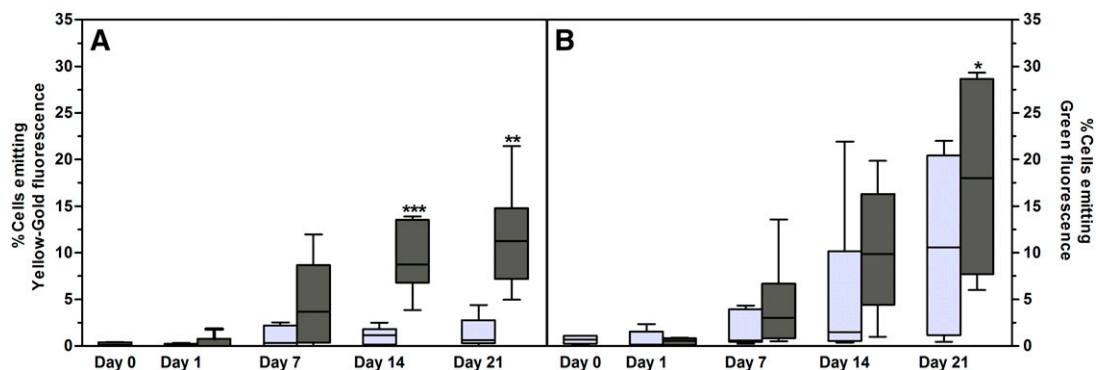 A
B
%Cells emitting
Yellow-Gold fluorescence
35
30
25
20
15
10
5
0
***
**
*
35
30
25
20
15
10
5
0
%Cells emitting
Green fluorescence
Day 0 Day 1 Day 7 Day 14 Day 21
Day 0 Day 1 Day 7 Day 14 Day 21